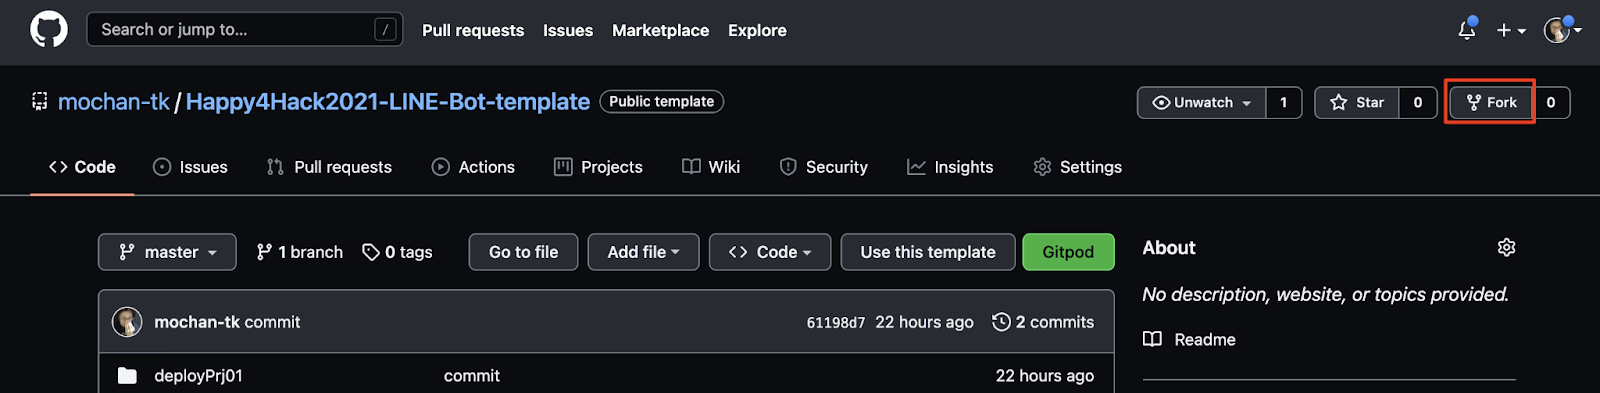 Search or jump to... / Pull requests Issues Marketplace Explore
mochan-tk / Happy4Hack2021-LINE-Bot-template Public template Unwatch 1 Star 0 Fork 0
Code Issues Pull requests Actions Projects Wiki Security Insights Settings
master 1 branch 0 tags Go to file Add file Code Use this template Gitpod About
No description, website, or topics provided.
mochan-tk commit 61198d7 22 hours ago 2 commits
Readme
deployPrj01 commit 22 hours ago